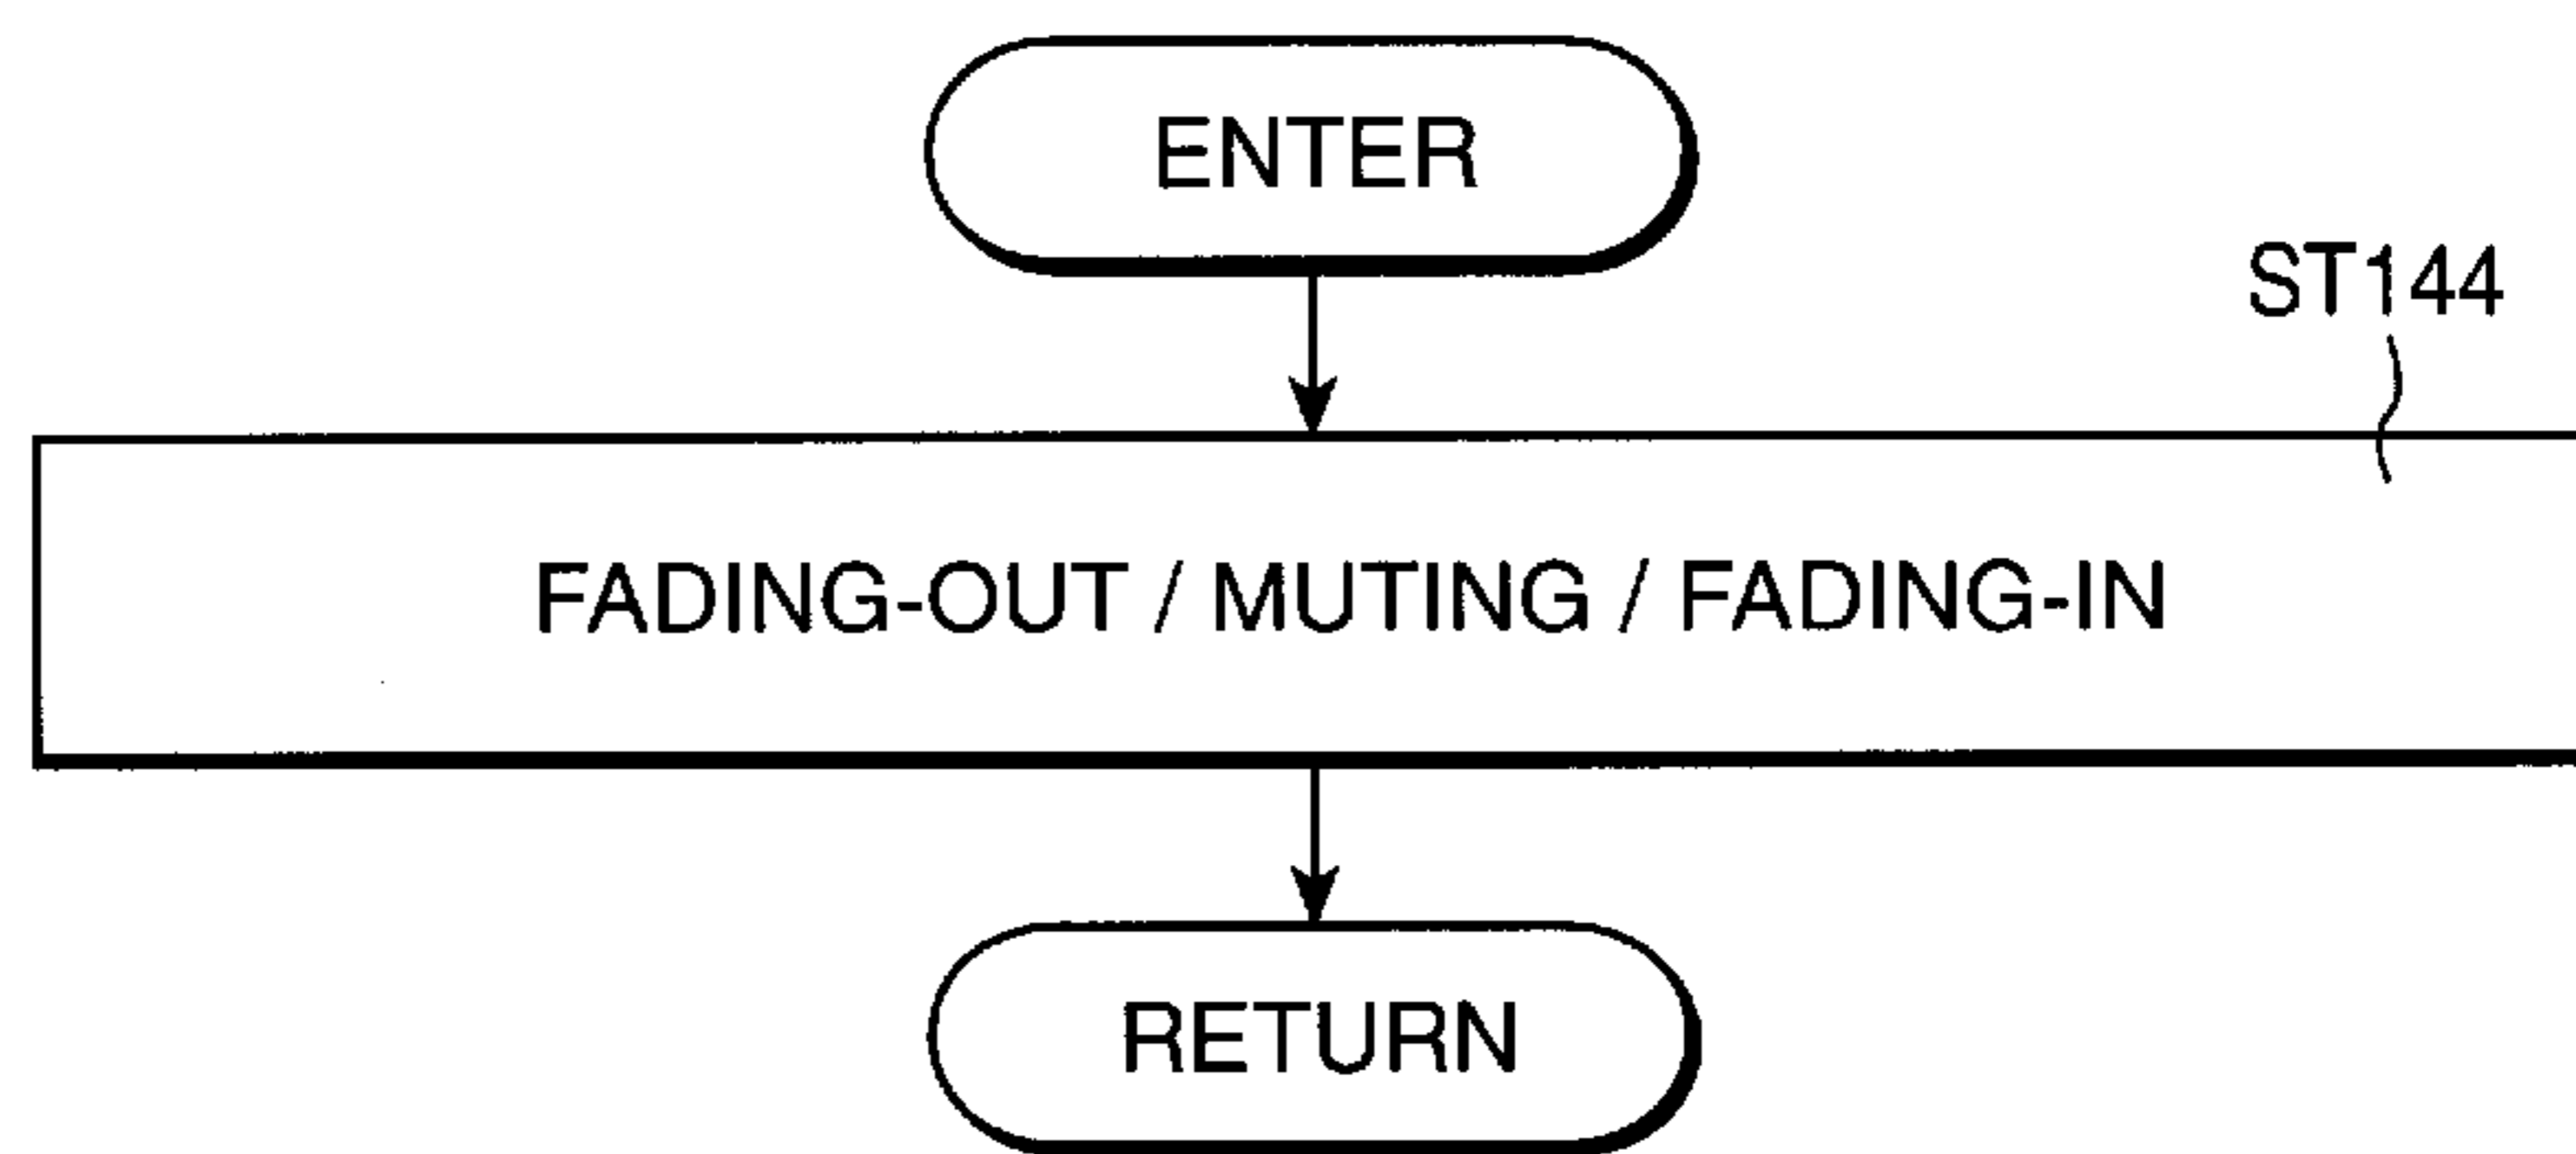 ENTER
ST144
FADING-OUT / MUTING / FADING-IN
RETURN